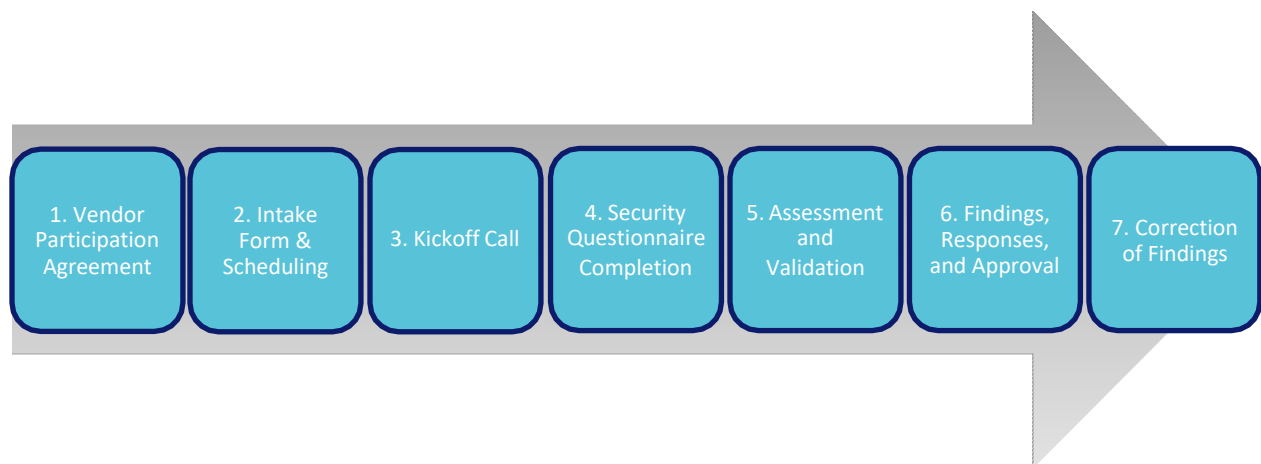 1. Vendor
Participation
Agreement
2. Intake
Form &
Scheduling
3. Kickoff Call
4. Security
Questionnaire
Completion
5. Assessment
and
Validation
6. Findings,
Responses,
and Approval
7. Correction
of Findings